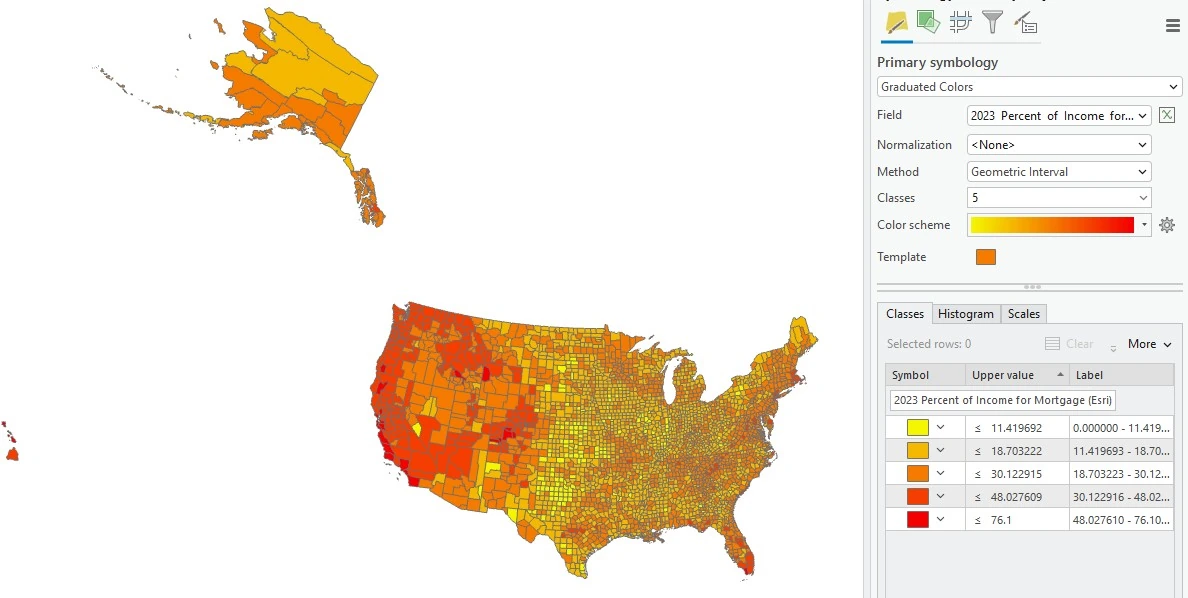 Primary symbology
Graduated Colors
Field 2023 Percent of Income for...
Normalization <None>
Method Geometric Interval
Classes 5
Color scheme
Template
Classes Histogram Scales
Selected rows: 0 Clear More
Symbol Upper value Label
2023 Percent of Income for Mortgage (Esri)
≤ 11.419692 0.000000 - 11.419...
≤ 18.703222 11.419693 - 18.70...
≤ 30.122915 18.703223 - 30.12...
≤ 48.027609 30.122916 - 48.02...
≤ 76.1 48.027610 - 76.10...